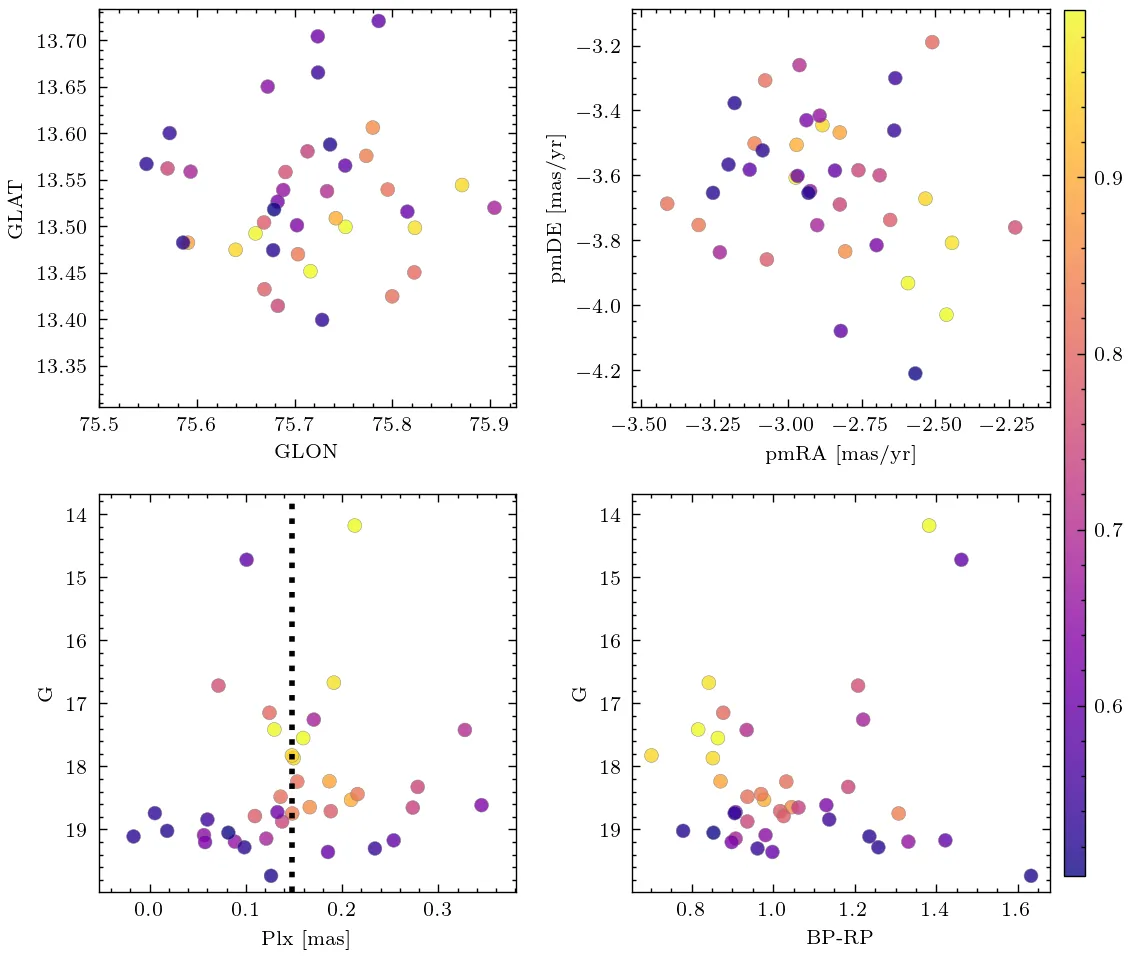 13.70
13.65
13.60
13.55
13.50
13.45
13.40
13.35
GLAT
75.5 75.6 75.7 75.8 75.9
GLON
−3.2
−3.4
−3.6
−3.8
−4.0
−4.2
pmDE [mas/yr]
−3.50 −3.25 −3.00 −2.75 −2.50 −2.25
pmRA [mas/yr]
0.9
0.8
0.7
0.6
14
15
16
17
18
19
G
0.0 0.1 0.2 0.3
Plx [mas]
14
15
16
17
18
19
G
0.8 1.0 1.2 1.4 1.6
BP-RP